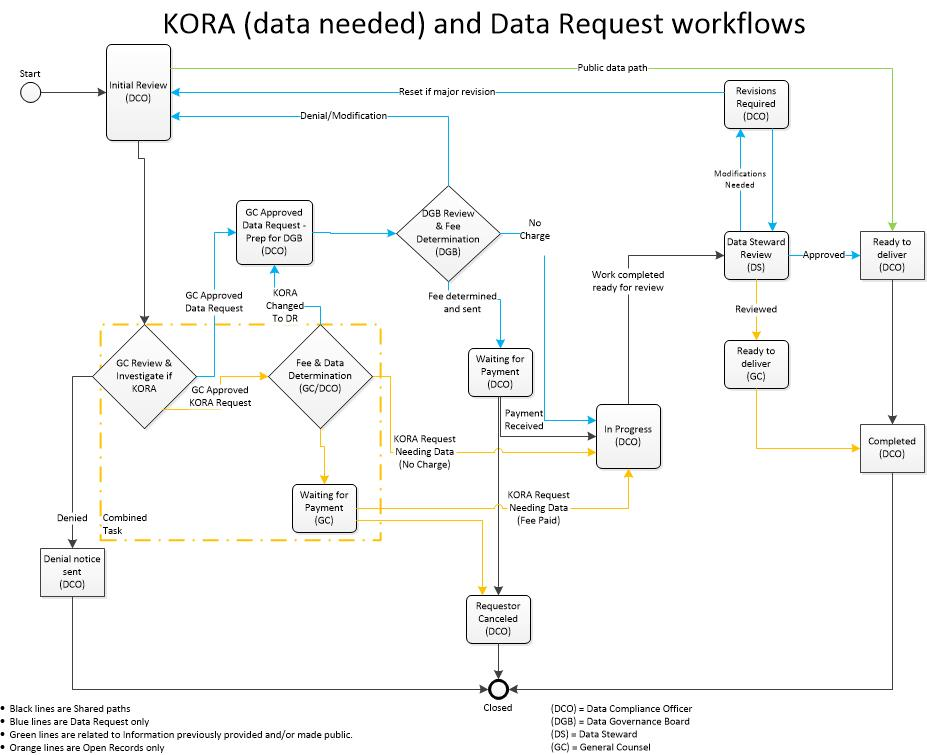 KORA (data needed) and Data Request workflows
Start
Initial Review
(DCO)
Public data path
Reset if major revision
Denial/Modification
Revisions
Required
(DCO)
Modifications
Needed
GC Approved
Data Request -
Prep for DGB
(DCO)
DGB Review
& Fee
Determination
(DGB)
No
Charge
Data Steward
Review
(DS)
Approved
Ready to
deliver
(DCO)
Work completed
ready for review
GC Approved
Data Request
KORA
Changed
To DR
Fee determined
and sent
Reviewed
Ready to
deliver
(GC)
GC Review &
Investigate if
KORA
GC Approved
KORA Request
Fee & Data
Determination
(GC/DCO)
Waiting for
Payment
(DCO)
Payment
Received
In Progress
(DCO)
Completed
(DCO)
KORA Request
Needing Data
(No Charge)
Waiting for
Payment
(GC)
KORA Request
Needing Data
(Fee Paid)
Denied
Combined
Task
Denial notice
sent
(DCO)
Requestor
Canceled
(DCO)
Closed
• Black lines are Shared paths
• Blue lines are Data Request only
• Green lines are related to Information previously provided and/or made public.
• Orange lines are Open Records only
(DCO) = Data Compliance Officer
(DGB) = Data Governance Board
(DS) = Data Steward
(GC) = General Counsel